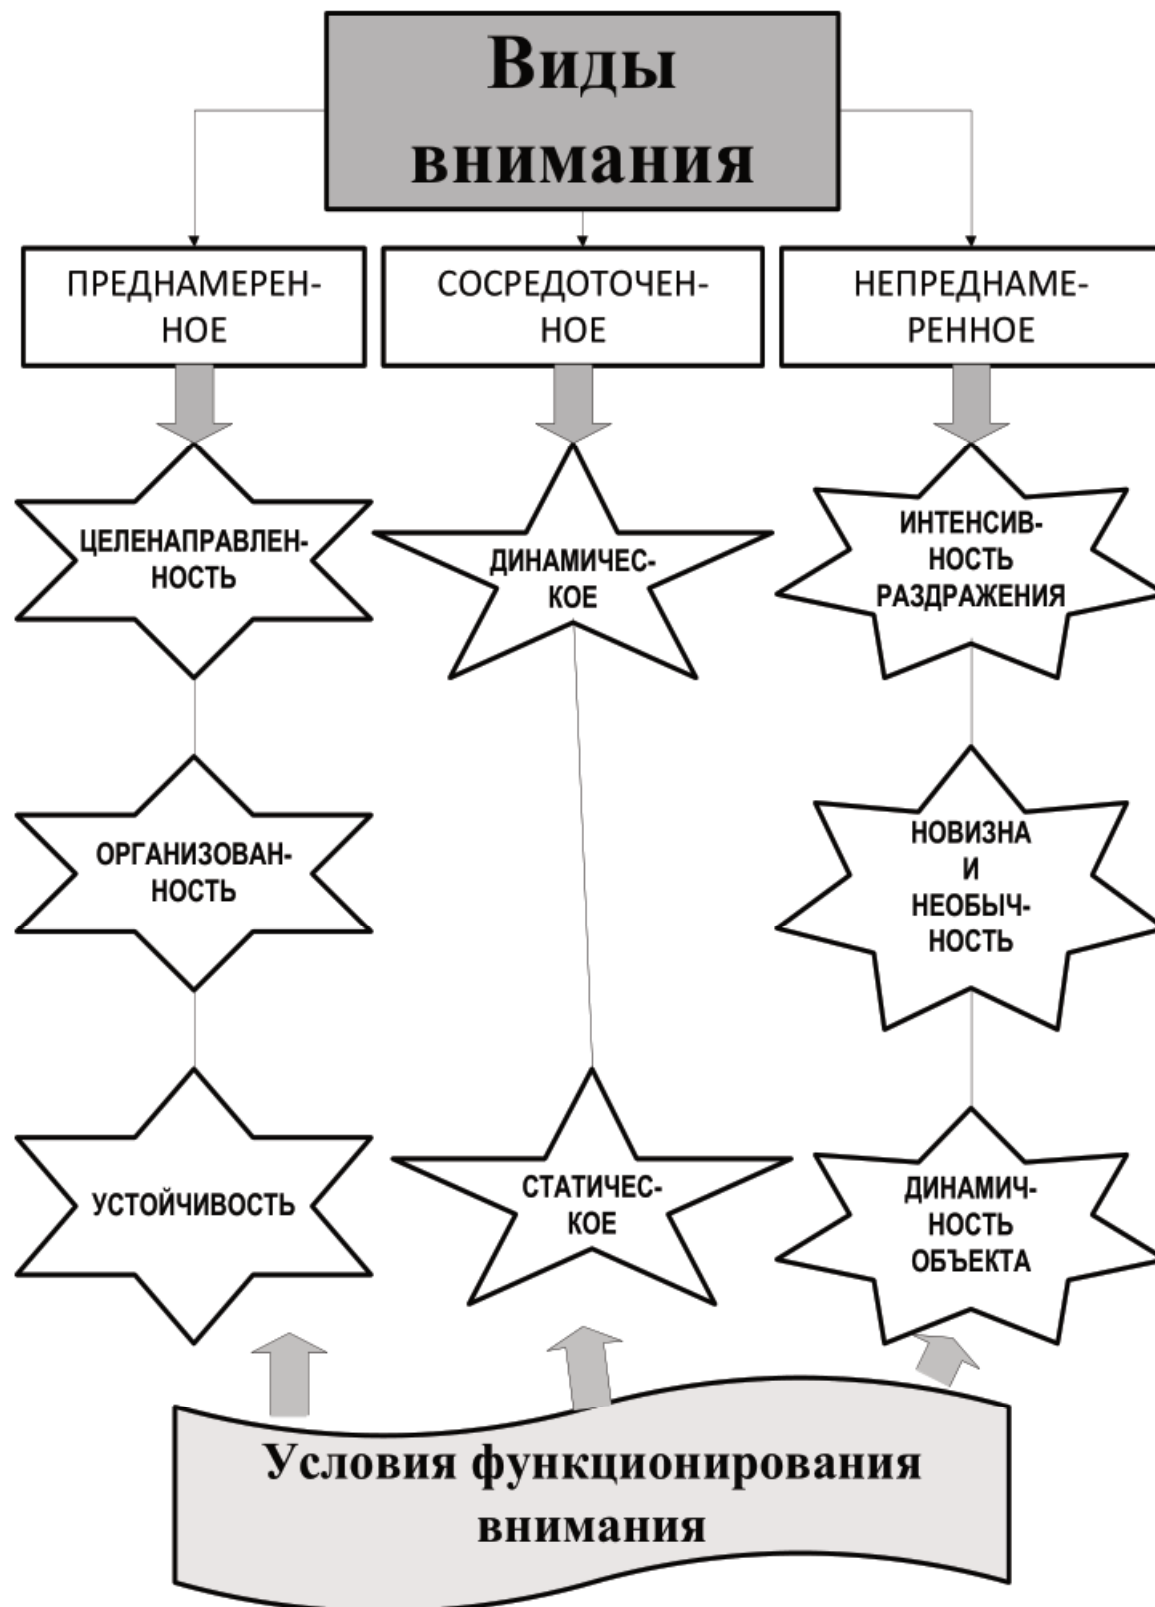 Виды
внимания
ПРЕДНАМЕРЕН-
НОЕ
СОСРЕДОТОЧЕН-
НОЕ
НЕПРЕДНАМЕ-
РЕННОЕ
ЦЕЛЕНАПРАВЛЕН-
НОСТЬ
ДИНАМИЧЕС-
КОЕ
ИНТЕНСИВ-
НОСТЬ
РАЗДРАЖЕНИЯ
ОРГАНИЗОВАН-
НОСТЬ
НОВИЗНА
И
НЕОБЫЧ-
НОСТЬ
УСТОЙЧИВОСТЬ
СТАТИЧЕС-
КОЕ
ДИНАМИЧ-
НОСТЬ
ОБЪЕКТА
Условия функционирования
внимания